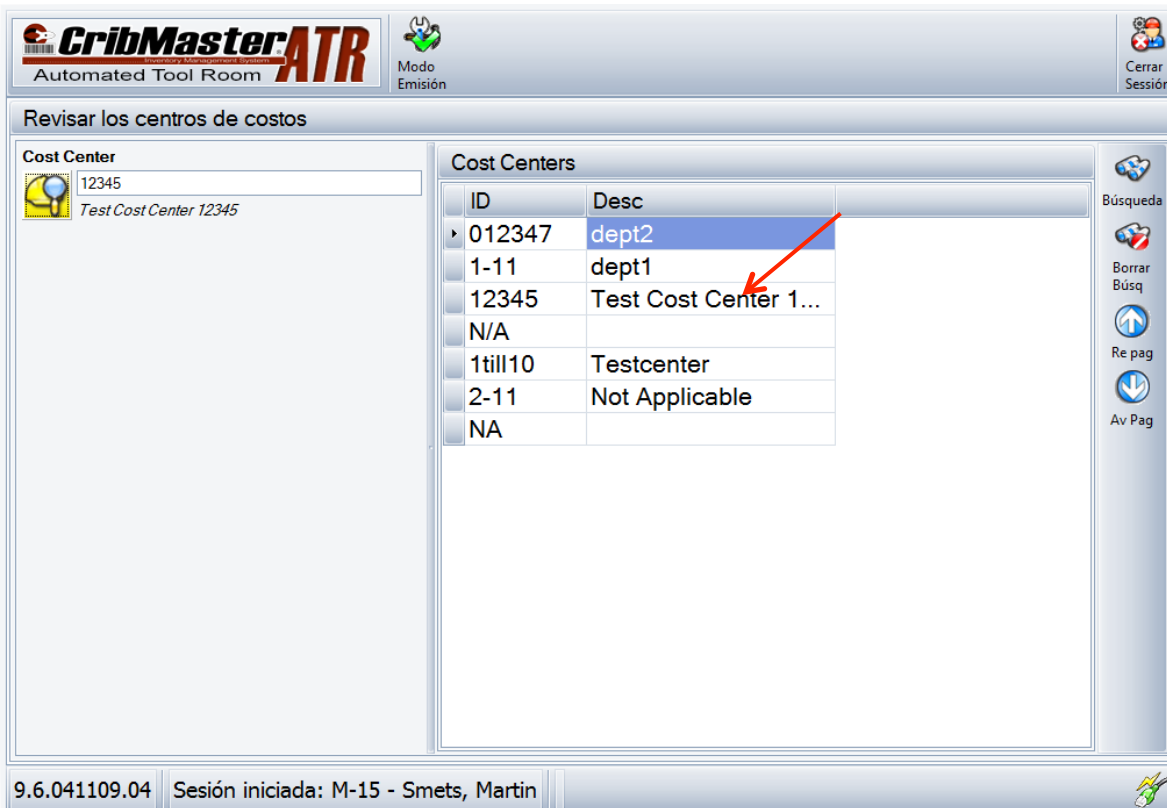 CribMaster ATR
Inventory Management System
Automated Tool Room
Modo
Emisión
Cerrar
Sessión
Revisar los centros de costos
Cost Center
12345
Test Cost Center 12345
Cost Centers
ID Desc
012347 dept2
1-11 dept1
12345 Test Cost Center 1...
N/A
1till10 Testcenter
2-11 Not Applicable
NA
Búsqueda
Borrar
Búsq
Re pag
Av Pag
9.6.041109.04 Sesión iniciada: M-15 - Smets, Martin